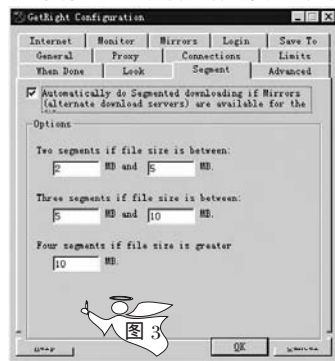 GetRight Configuration
Internet Monitor Mirrors Login Save To
General Proxy Connections Limits
When Done Look Segment Advanced
Automatically do Segmented downloading if Mirrors
(alternate download servers) are available for the
Options
Two segments if file size is between:
2 MB and 5 MB.
Three segments if file size is between:
5 MB and 10 MB.
Four segments if file size is greater
10 MB.
图 3
OK